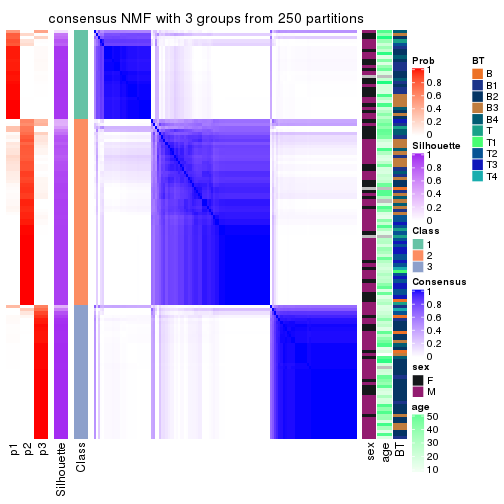 consensus NMF with 3 groups from 250 partitions
Prob
1
0.8
0.6
0.4
0.2
0
Silhouette
1
0.8
0.6
0.4
0.2
0
Class
1
2
3
Consensus
1
0.8
0.6
0.4
0.2
0
sex
F
M
age
50
40
30
20
10
BT
B
B1
B2
B3
B4
T
T1
T2
T3
T4
p1
p2
p3
Silhouette
Class
sex
age
BT